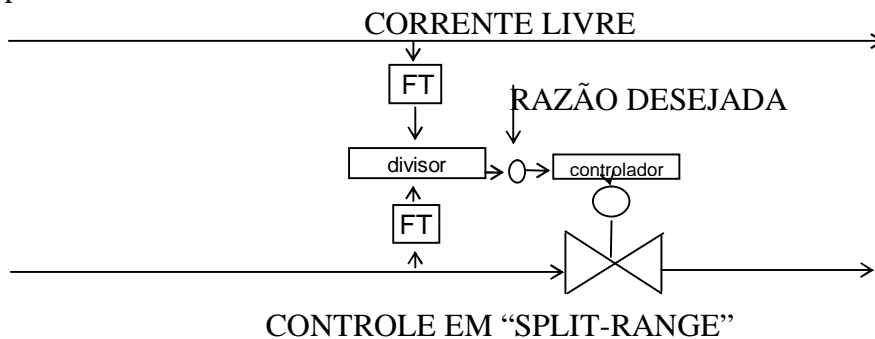 CORRENTE LIVRE
FT
RAZÃO DESEJADA
divisor
controlador
FT
CONTROLE EM “SPLIT-RANGE”